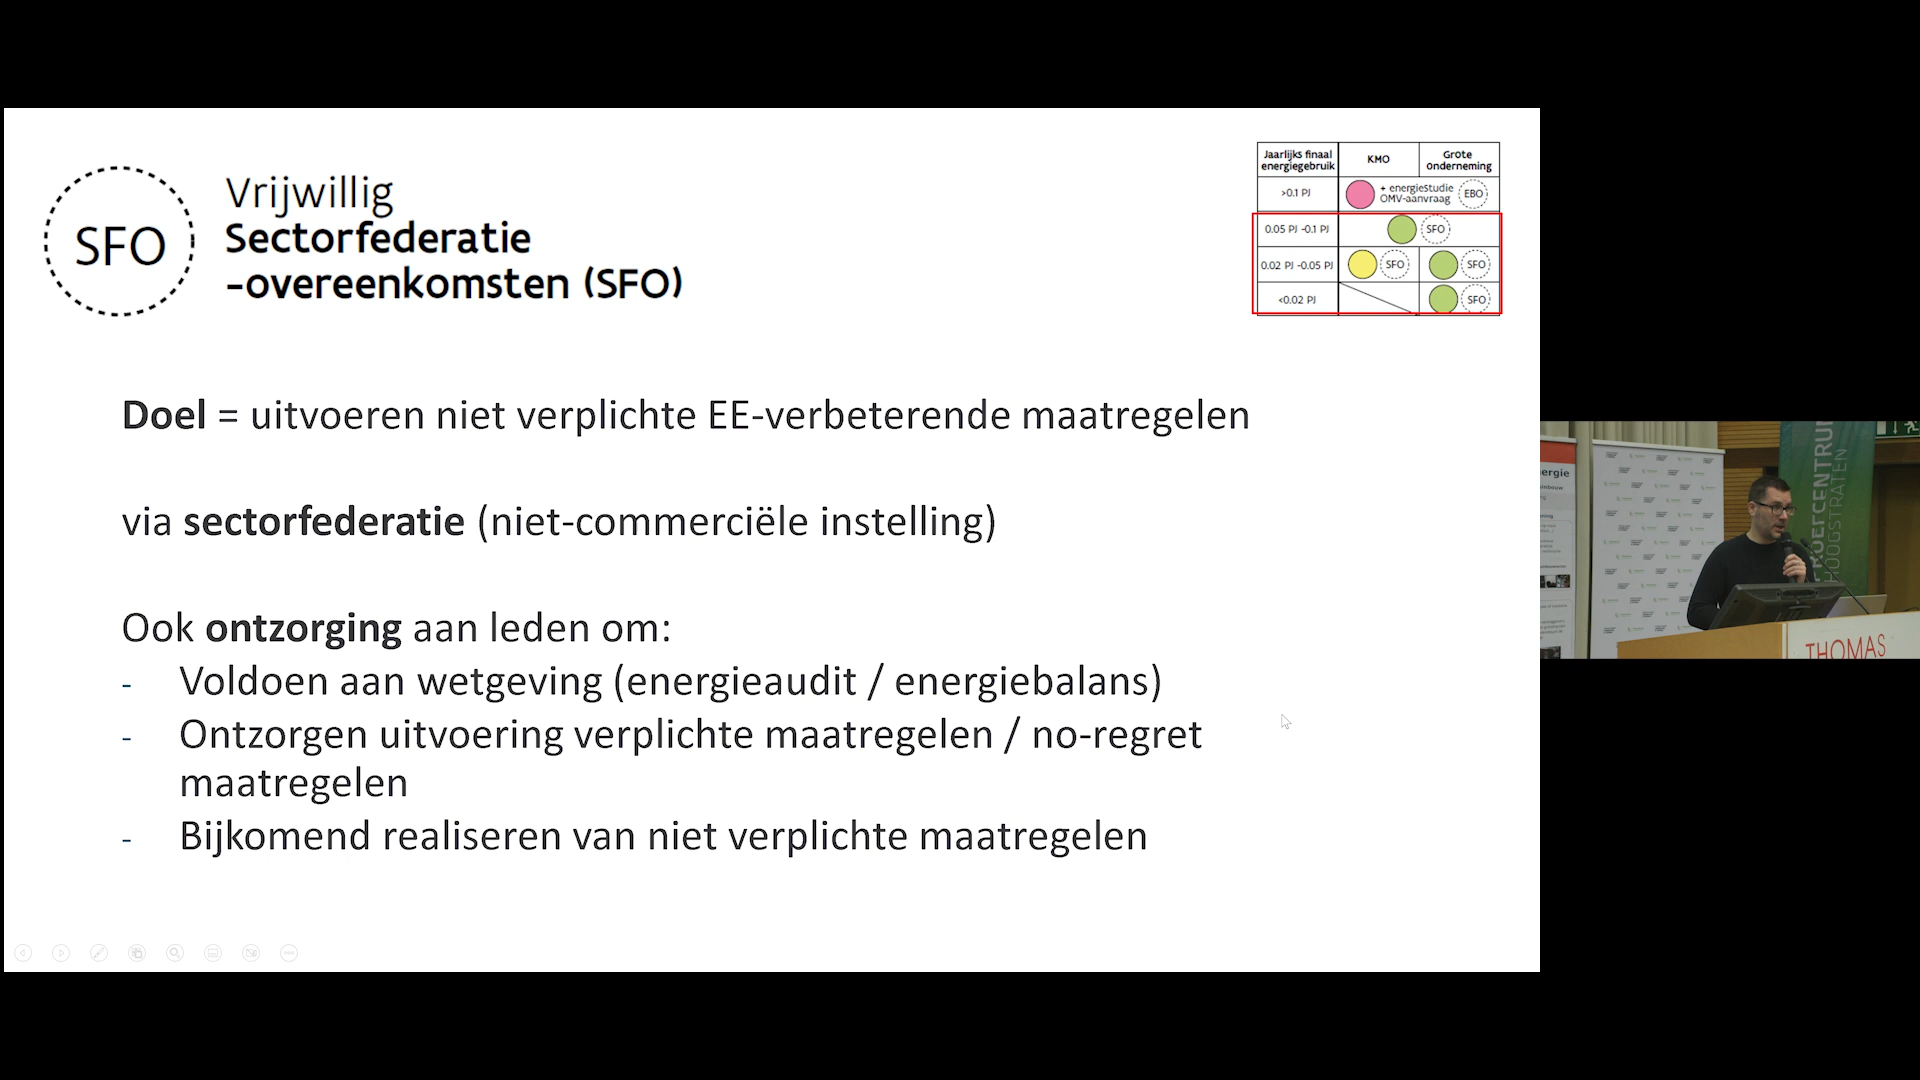 SFO
Vrijwillig
Sectorfederatie
-overeenkomsten (SFO)
Jaarlijks finaal energiegebruik KMO Grote onderneming
>0.1 PJ + energiestudie OMV-aanvraag EBO
0.05 PJ -0.1 PJ SFO
0.02 PJ -0.05 PJ SFO SFO
<0.02 PJ SFO
Doel = uitvoeren niet verplichte EE-verbeterende maatregelen
via sectorfederatie (niet-commerciële instelling)
Ook ontzorging aan leden om:
- Voldoen aan wetgeving (energieaudit / energiebalans)
- Ontzorgen uitvoering verplichte maatregelen / no-regret
maatregelen
- Bijkomend realiseren van niet verplichte maatregelen
PROEFCENTRUM
HOOGSTRATEN
THOMAS